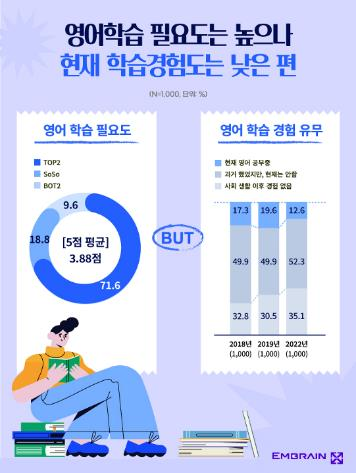 영어학습 필요도는 높으나
현재 학습경험도는 낮은 편
(N=1,000, 단위: %)
영어 학습 필요도
TOP2
SoSo
BOT2
9.6
18.8
[5점 평균]
3.88점
71.6
BUT
영어 학습 경험 유무
현재 영어 공부중
과거 했었지만, 현재는 안함
사회 생활 이후 경험 없음
17.3 19.6 12.6
49.9 49.9 52.3
32.8 30.5 35.1
2018년 2019년 2022년
(1,000) (1,000) (1,000)
EMBRAIN